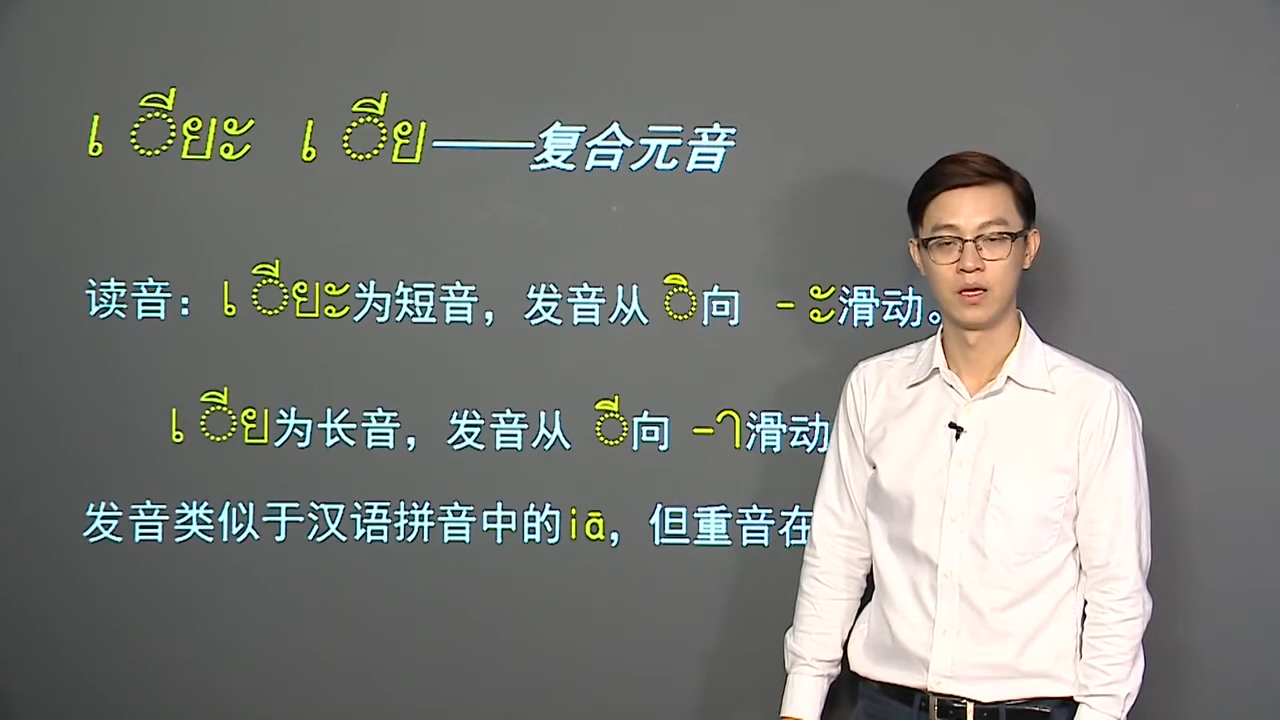 เ ียะ เ ีย——复合元音
读音：เ ียะ为短音，发音从 ิ向 -ะ滑动。
เ ีย为长音，发音从 ี向 -า滑动
发音类似于汉语拼音中的iā，但重音在